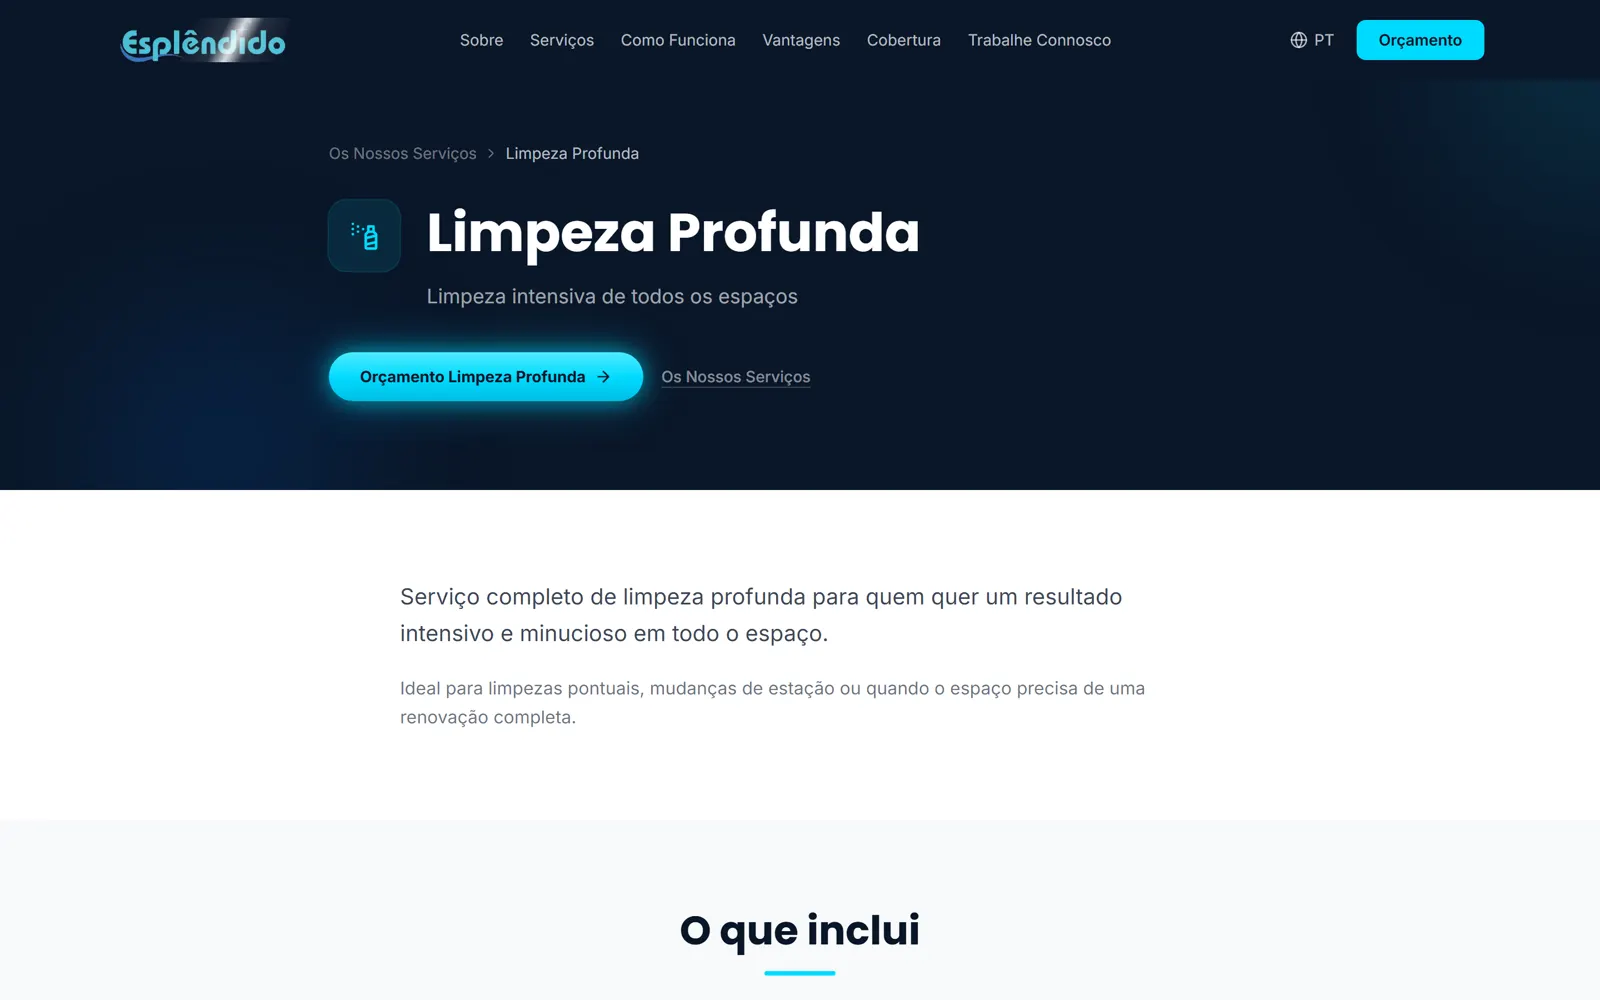 Esplêndido
Sobre
Serviços
Como Funciona
Vantagens
Cobertura
Trabalhe Connosco
PT
Orçamento
Os Nossos Serviços > Limpeza Profunda
Limpeza Profunda
Limpeza intensiva de todos os espaços
Orçamento Limpeza Profunda →
Os Nossos Serviços
Serviço completo de limpeza profunda para quem quer um resultado
intensivo e minucioso em todo o espaço.
Ideal para limpezas pontuais, mudanças de estação ou quando o espaço precisa de uma
renovação completa.
O que inclui